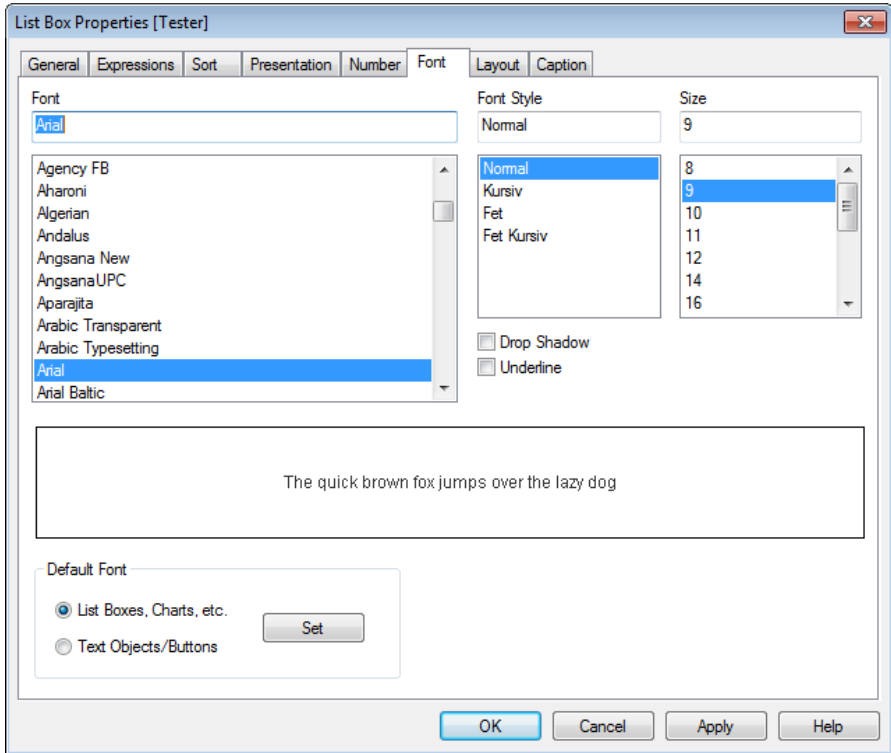 List Box Properties [Tester]
General Expressions Sort Presentation Number Font Layout Caption
Font Font Style Size
Arial Normal 9
Agency FB
Aharoni
Algerian
Andalus
Angsana New
AngsanaUPC
Aparajita
Arabic Transparent
Arabic Typesetting
Arial
Arial Baltic
Normal
Kursiv
Fet
Fet Kursiv
8
9
10
11
12
14
16
Drop Shadow
Underline
The quick brown fox jumps over the lazy dog
Default Font
List Boxes, Charts, etc.
Text Objects/Buttons
Set
OK Cancel Apply Help